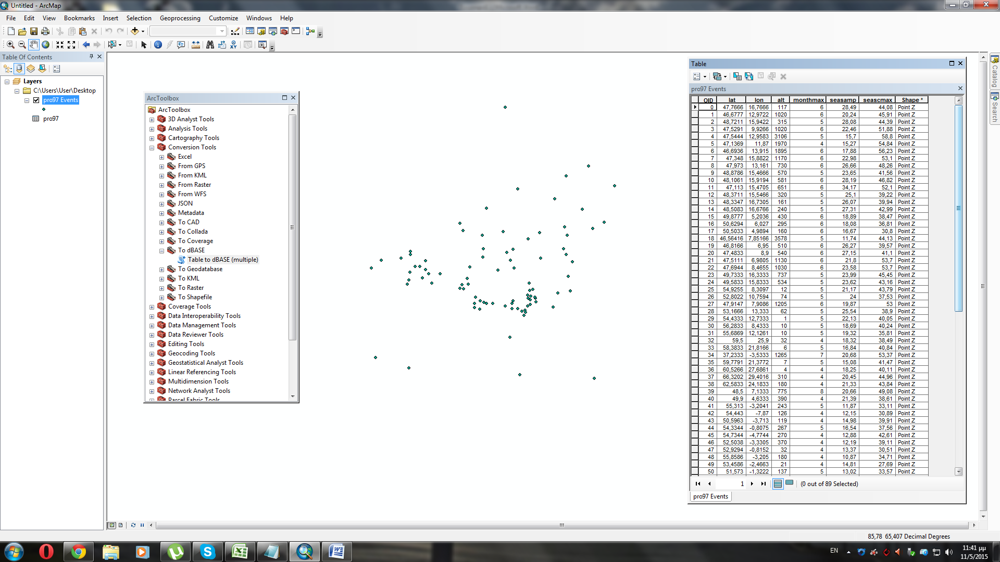 Untitled - ArcMap
File Edit View Bookmarks Insert Selection Geoprocessing Customize Windows Help
Table Of Contents
Layers
C:\Users\User\Desktop
pro97 Events
pro97
ArcToolbox
ArcToolbox
3D Analyst Tools
Analysis Tools
Cartography Tools
Conversion Tools
Excel
From GPS
From KML
From Raster
From WFS
JSON
Metadata
To CAD
To Collada
To Coverage
To dBASE
Table to dBASE (multiple)
To Geodatabase
To KML
To Raster
To Shapefile
Coverage Tools
Data Interoperability Tools
Data Management Tools
Data Reviewer Tools
Editing Tools
Geocoding Tools
Geostatistical Analyst Tools
Linear Referencing Tools
Multidimension Tools
Network Analyst Tools
Parcel Fabric Tools
Table
pro97 Events
OID lat lon alt monthmax seasamp seascmax Shape *
0 47,7666 16,7666 117 6 28,49 44,08 Point Z
1 46,6777 12,9722 1020 6 20,24 45,91 Point Z
2 48,7211 15,9422 315 5 28,08 44,39 Point Z
3 47,5291 9,9266 1020 6 22,46 51,88 Point Z
4 47,5444 12,9583 3106 5 15,7 58,8 Point Z
5 47,1369 11,87 1970 4 15,27 54,84 Point Z
6 46,6936 13,915 1895 6 17,88 56,23 Point Z
7 47,348 15,8822 1170 6 22,98 53,1 Point Z
8 47,973 13,161 730 6 26,66 48,26 Point Z
9 48,8786 15,4666 570 5 23,65 41,56 Point Z
10 48,1061 15,9194 581 6 28,19 46,82 Point Z
11 47,113 15,4705 651 6 34,17 52,1 Point Z
12 48,3711 15,5466 320 5 25,1 39,22 Point Z
13 48,3347 16,7305 161 5 26,07 39,94 Point Z
14 48,5083 16,6766 240 5 27,31 42,99 Point Z
15 49,8777 5,2036 430 6 18,89 38,47 Point Z
16 50,6294 6,027 295 5 18,08 36,81 Point Z
17 50,5033 4,9894 160 5 16,67 30,8 Point Z
18 46,56416 7,85166 3578 5 11,74 44,13 Point Z
19 46,8166 6,95 510 6 26,27 39,57 Point Z
20 47,4833 8,9 540 6 27,15 41,1 Point Z
21 47,5111 6,9805 1130 6 21,8 53,7 Point Z
22 47,6944 8,4655 1030 6 23,58 53,7 Point Z
23 49,7333 16,3333 737 5 23,99 45,45 Point Z
24 49,5833 15,8333 534 5 23,62 43,16 Point Z
25 54,9255 8,3097 12 5 21,17 43,79 Point Z
26 52,8022 10,7594 74 5 24 37,53 Point Z
27 47,9147 7,9086 1205 6 19,87 53 Point Z
28 53,1666 13,333 62 5 25,54 38,9 Point Z
29 54,4333 12,7333 1 5 22,13 40,05 Point Z
30 56,2833 8,4333 10 5 18,69 40,24 Point Z
31 55,6869 12,1261 10 5 19,32 35,81 Point Z
32 59,5 25,9 32 4 18,32 38,49 Point Z
33 58,3833 21,8166 6 5 16,84 40,84 Point Z
34 37,2333 -3,5333 1265 7 20,68 53,37 Point Z
35 59,7791 21,3772 7 5 15,08 41,47 Point Z
36 60,5266 27,6861 4 4 18,25 40,11 Point Z
37 66,3202 29,4016 310 4 20,45 44,96 Point Z
38 62,5833 24,1833 180 4 21,33 43,84 Point Z
39 48,5 7,1333 775 8 20,66 49,08 Point Z
40 49,9 4,6333 390 4 21,39 38,61 Point Z
41 55,313 -3,2041 243 5 11,87 33,11 Point Z
42 54,443 -7,87 126 4 12,15 30,89 Point Z
43 50,5963 -3,713 119 4 14,98 39,91 Point Z
44 54,3344 -0,8075 267 5 16,54 37,56 Point Z
45 54,7344 -4,7744 270 4 12,88 42,61 Point Z
46 52,5038 -3,3305 370 4 12,19 39,11 Point Z
47 52,9294 -0,8152 32 4 13,37 30,51 Point Z
48 55,8586 -3,205 180 4 10,87 34,71 Point Z
49 53,4586 -2,4663 21 4 14,81 27,69 Point Z
50 51,573 -1,3222 137 5 13,02 33,57 Point Z
1 (0 out of 89 Selected)
pro97 Events
Catalog
Search
85,78 65,407 Decimal Degrees
EN
11:41 μμ
11/5/2015